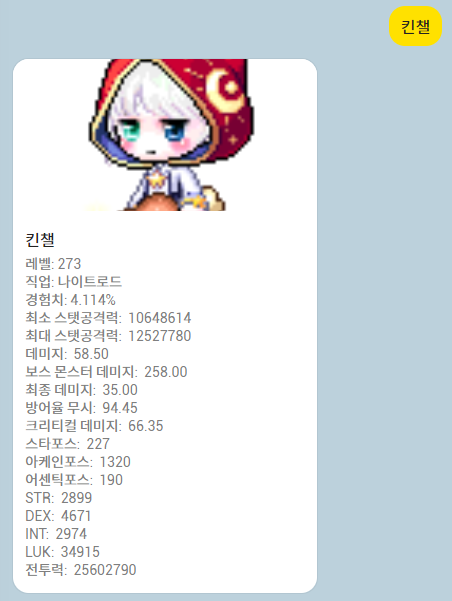 킨챌
킨챌
레벨: 273
직업: 나이트로드
경험치: 4.114%
최소 스탯공격력: 10648614
최대 스탯공격력: 12527780
데미지: 58.50
보스 몬스터 데미지: 258.00
최종 데미지: 35.00
방어율 무시: 94.45
크리티컬 데미지: 66.35
스타포스: 227
아케인포스: 1320
어센틱포스: 190
STR: 2899
DEX: 4671
INT: 2974
LUK: 34915
전투력: 25602790